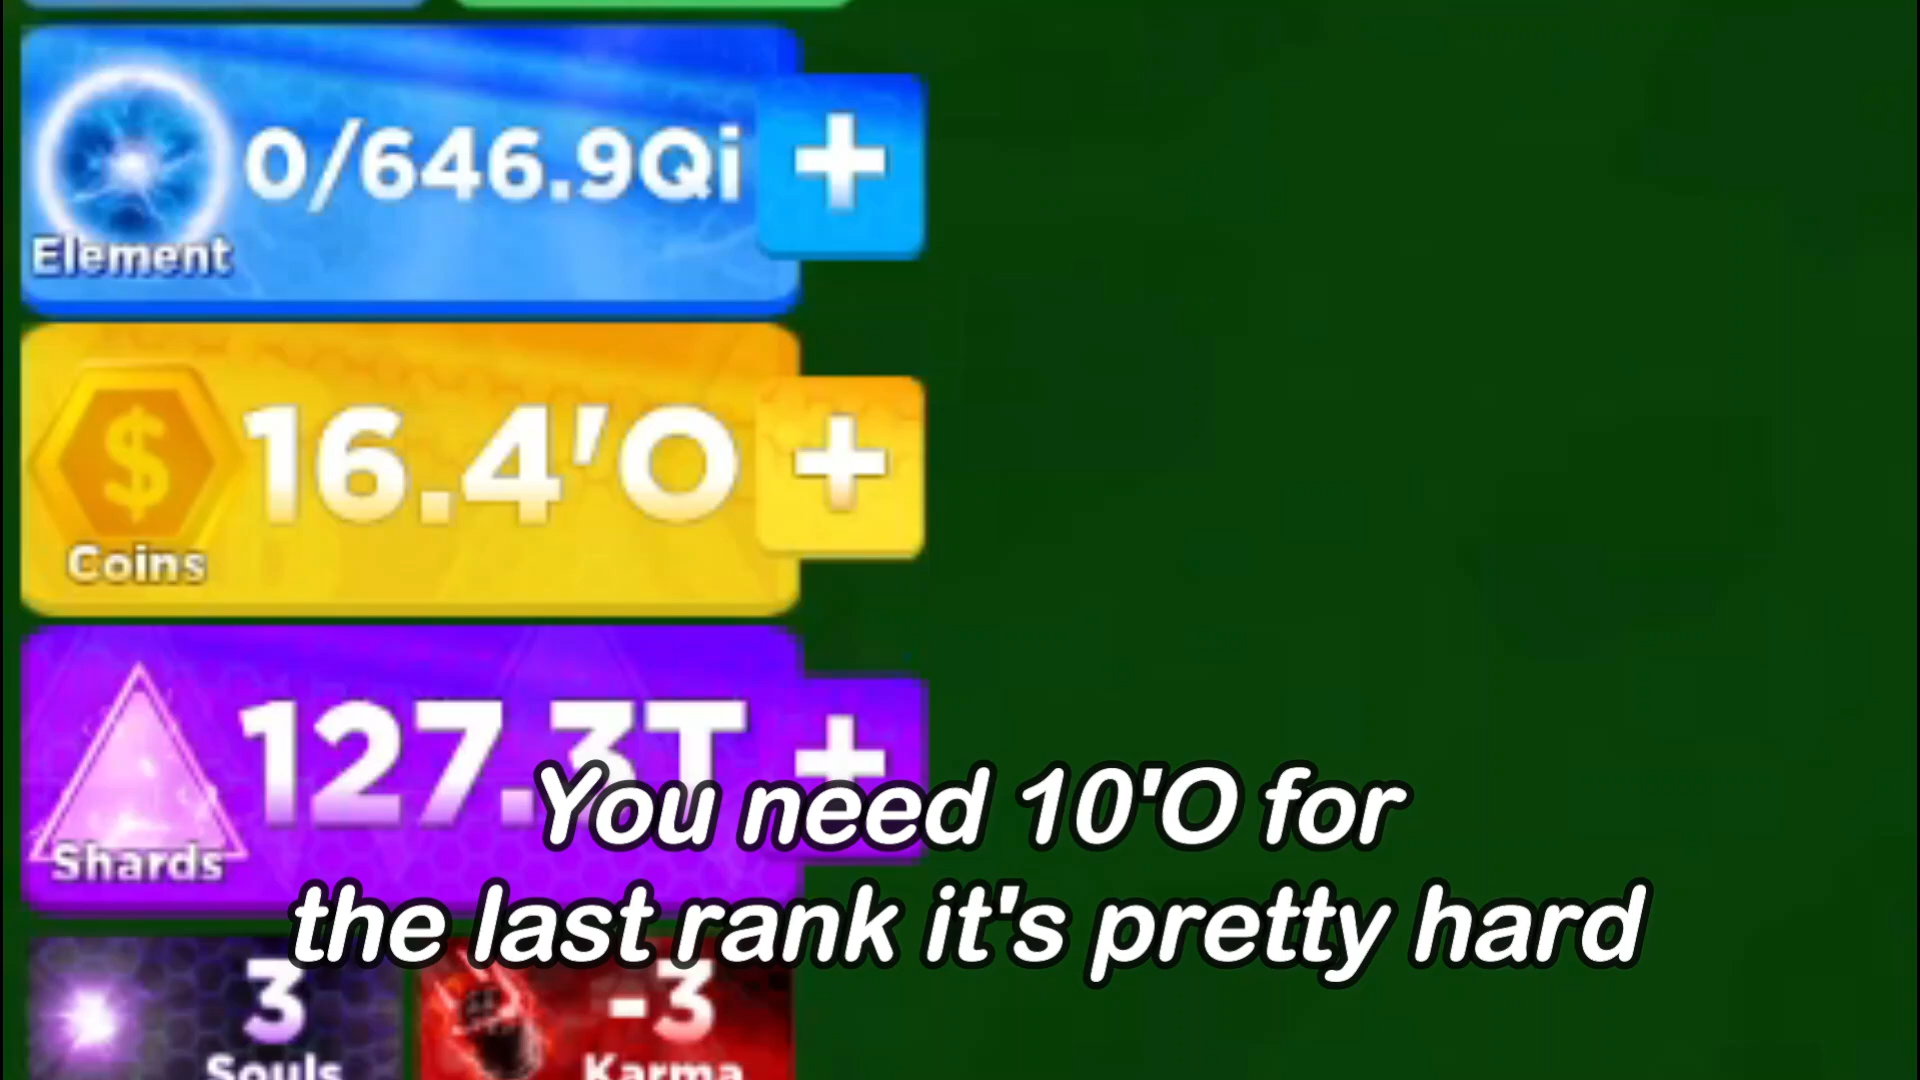 0/646.9Qi
+
Element
16.4'O
+
$
Coins
127.3T
+
Shards
You need 10'O for
the last rank it's pretty hard
3
Souls
-3
Karma